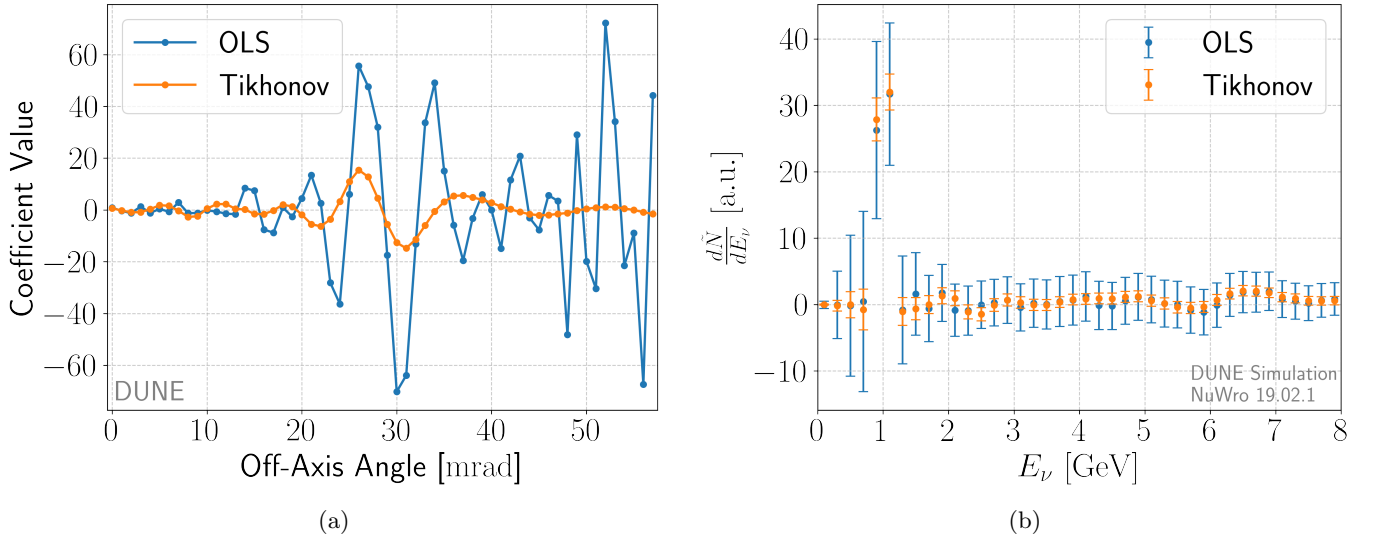 OLS
Tikhonov
Coefficient Value
60
40
20
0
−20
−40
−60
DUNE
0 10 20 30 40 50
Off-Axis Angle [mrad]
(a)
OLS
Tikhonov
dÑ/dE_ν [a.u.]
40
30
20
10
0
−10
DUNE Simulation
NuWro 19.02.1
0 1 2 3 4 5 6 7 8
E_ν [GeV]
(b)